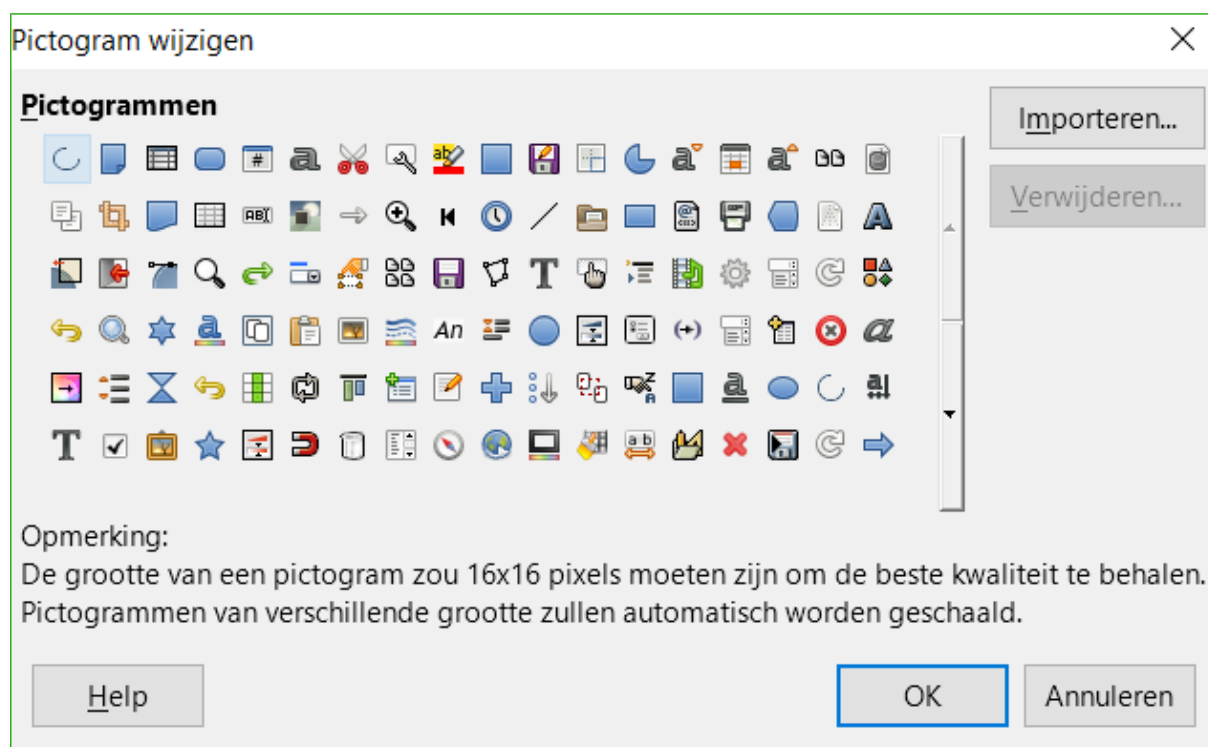 Pictogram wijzigen
Pictogrammen
Importeren...
Verwijderen...
Opmerking:
De grootte van een pictogram zou 16x16 pixels moeten zijn om de beste kwaliteit te behalen.
Pictogrammen van verschillende grootte zullen automatisch worden geschaald.
Help
OK
Annuleren